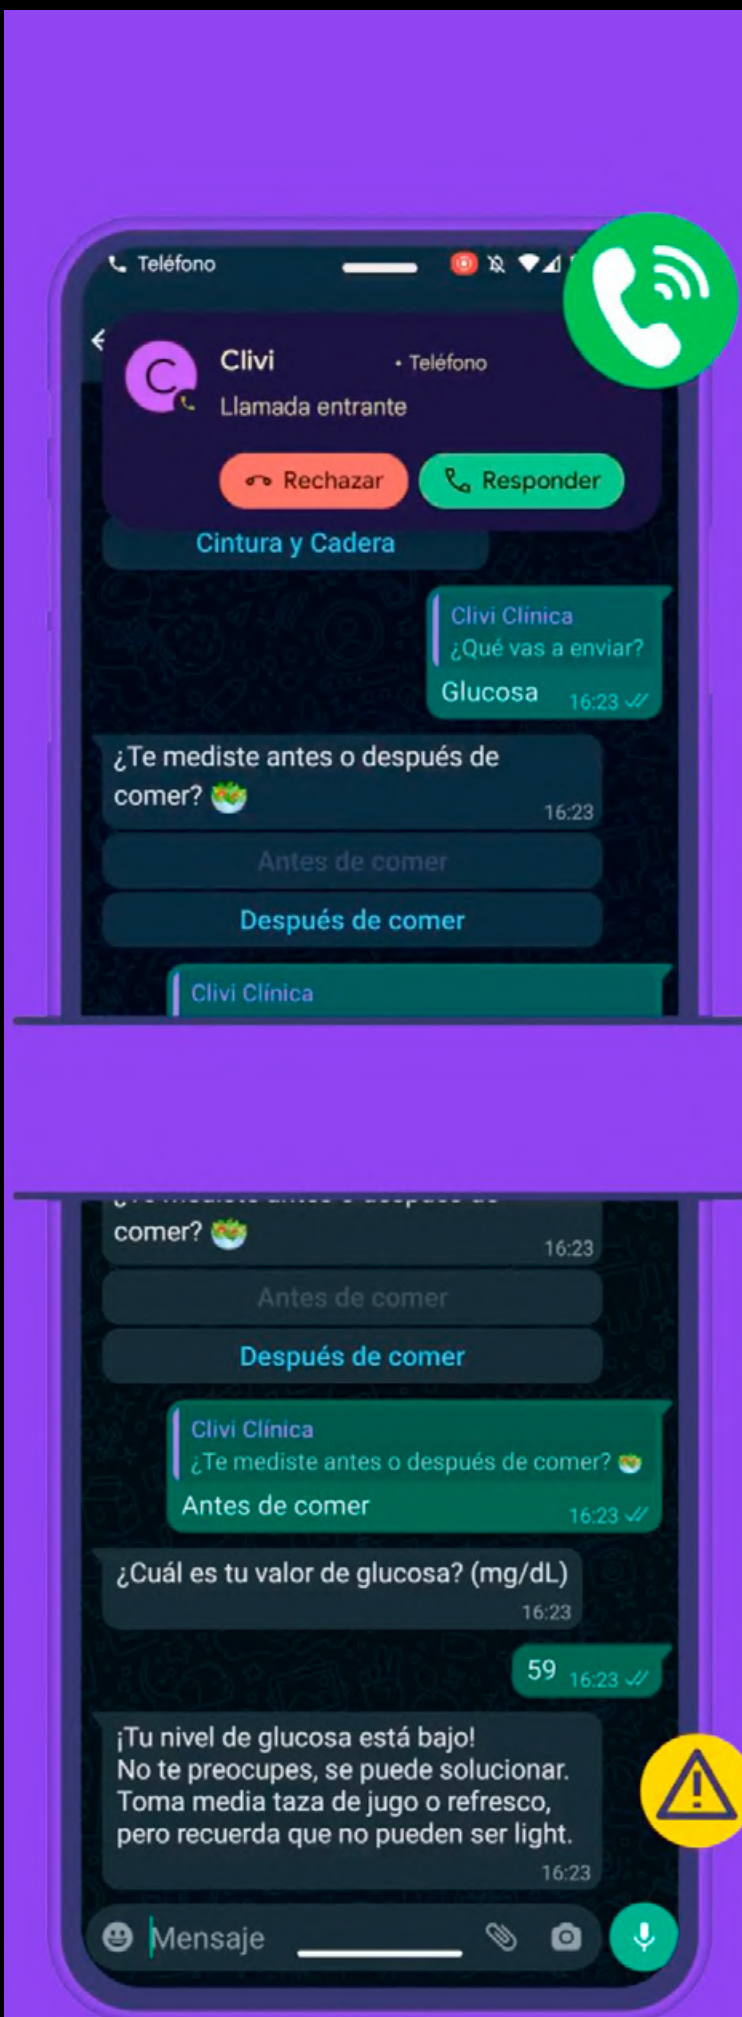 Teléfono
Clivi • Teléfono
C
Llamada entrante
Rechazar Responder
Cintura y Cadera
Clivi Clínica
¿Qué vas a enviar?
Glucosa 16:23
¿Te mediste antes o después de
comer? 🥗
16:23
Antes de comer
Después de comer
Clivi Clínica
comer? 🥗
16:23
Antes de comer
Después de comer
Clivi Clínica
¿Te mediste antes o después de comer? 🥗
Antes de comer
16:23
¿Cuál es tu valor de glucosa? (mg/dL)
16:23
59 16:23
¡Tu nivel de glucosa está bajo!
No te preocupes, se puede solucionar.
Toma media taza de jugo o refresco,
pero recuerda que no pueden ser light.
16:23
Mensaje